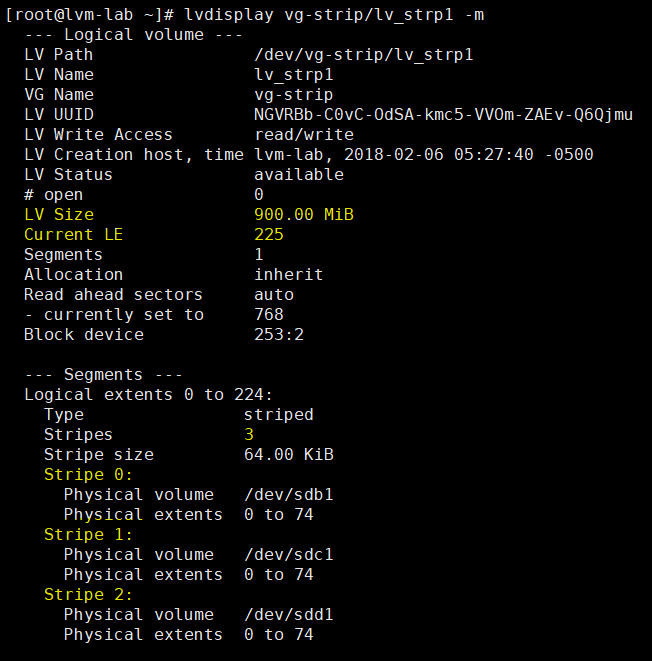 [root@lvm-lab ~]# lvdisplay vg-strip/lv_strp1 -m
--- Logical volume ---
LV Path                /dev/vg-strip/lv_strp1
LV Name                lv_strp1
VG Name                vg-strip
LV UUID                NGVRBb-C0vC-OdSA-kmc5-VVOm-ZAEv-Q6Qjmu
LV Write Access        read/write
LV Creation host, time lvm-lab, 2018-02-06 05:27:40 -0500
LV Status              available
# open                 0
LV Size                900.00 MiB
Current LE             225
Segments               1
Allocation             inherit
Read ahead sectors     auto
- currently set to     768
Block device           253:2
--- Segments ---
Logical extents 0 to 224:
Type                striped
Stripes             3
Stripe size         64.00 KiB
Stripe 0:
Physical volume   /dev/sdb1
Physical extents  0 to 74
Stripe 1:
Physical volume   /dev/sdc1
Physical extents  0 to 74
Stripe 2:
Physical volume   /dev/sdd1
Physical extents  0 to 74